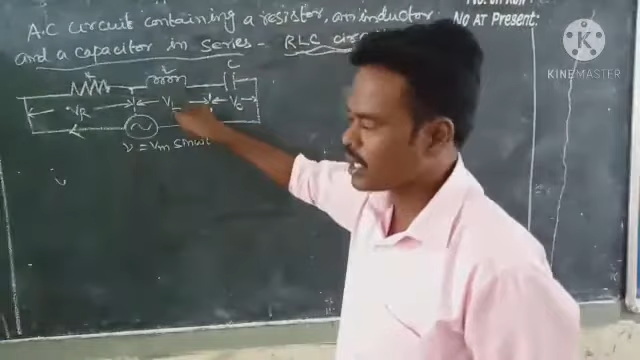 A.C circuit containing a resistor, an inductor
and a capacitor in series - RLC
No AT Present:
R
L
C
VR
VL
Vc
v = Vm sinωt
K
KINEMASTER